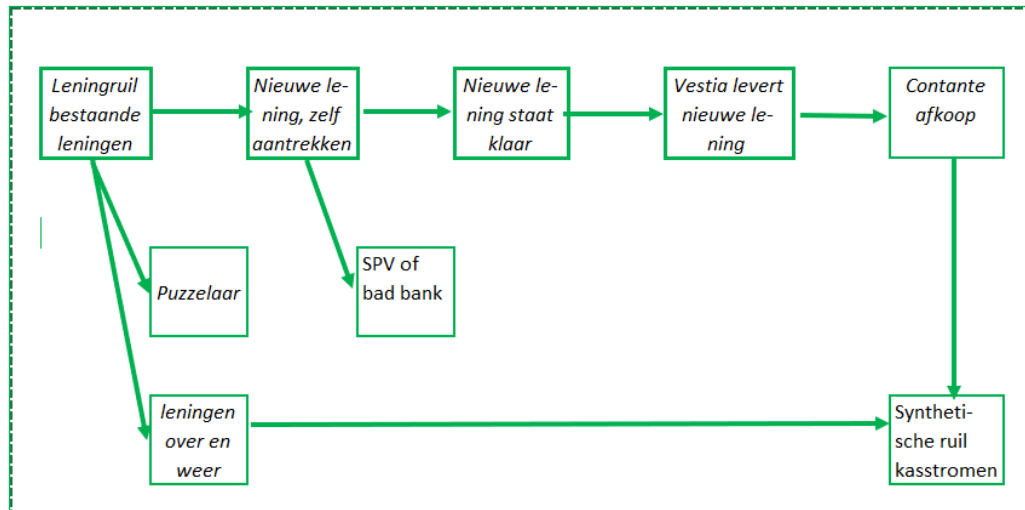 Leningruil
bestaande
leningen
Nieuwe le-
ning, zelf
aantrekken
Nieuwe le-
ning staat
klaar
Vestia levert
nieuwe le-
ning
Contante
afkoop
Puzzelaar
SPV of
bad bank
leningen
over en
weer
Syntheti-
sche ruil
kasstromen